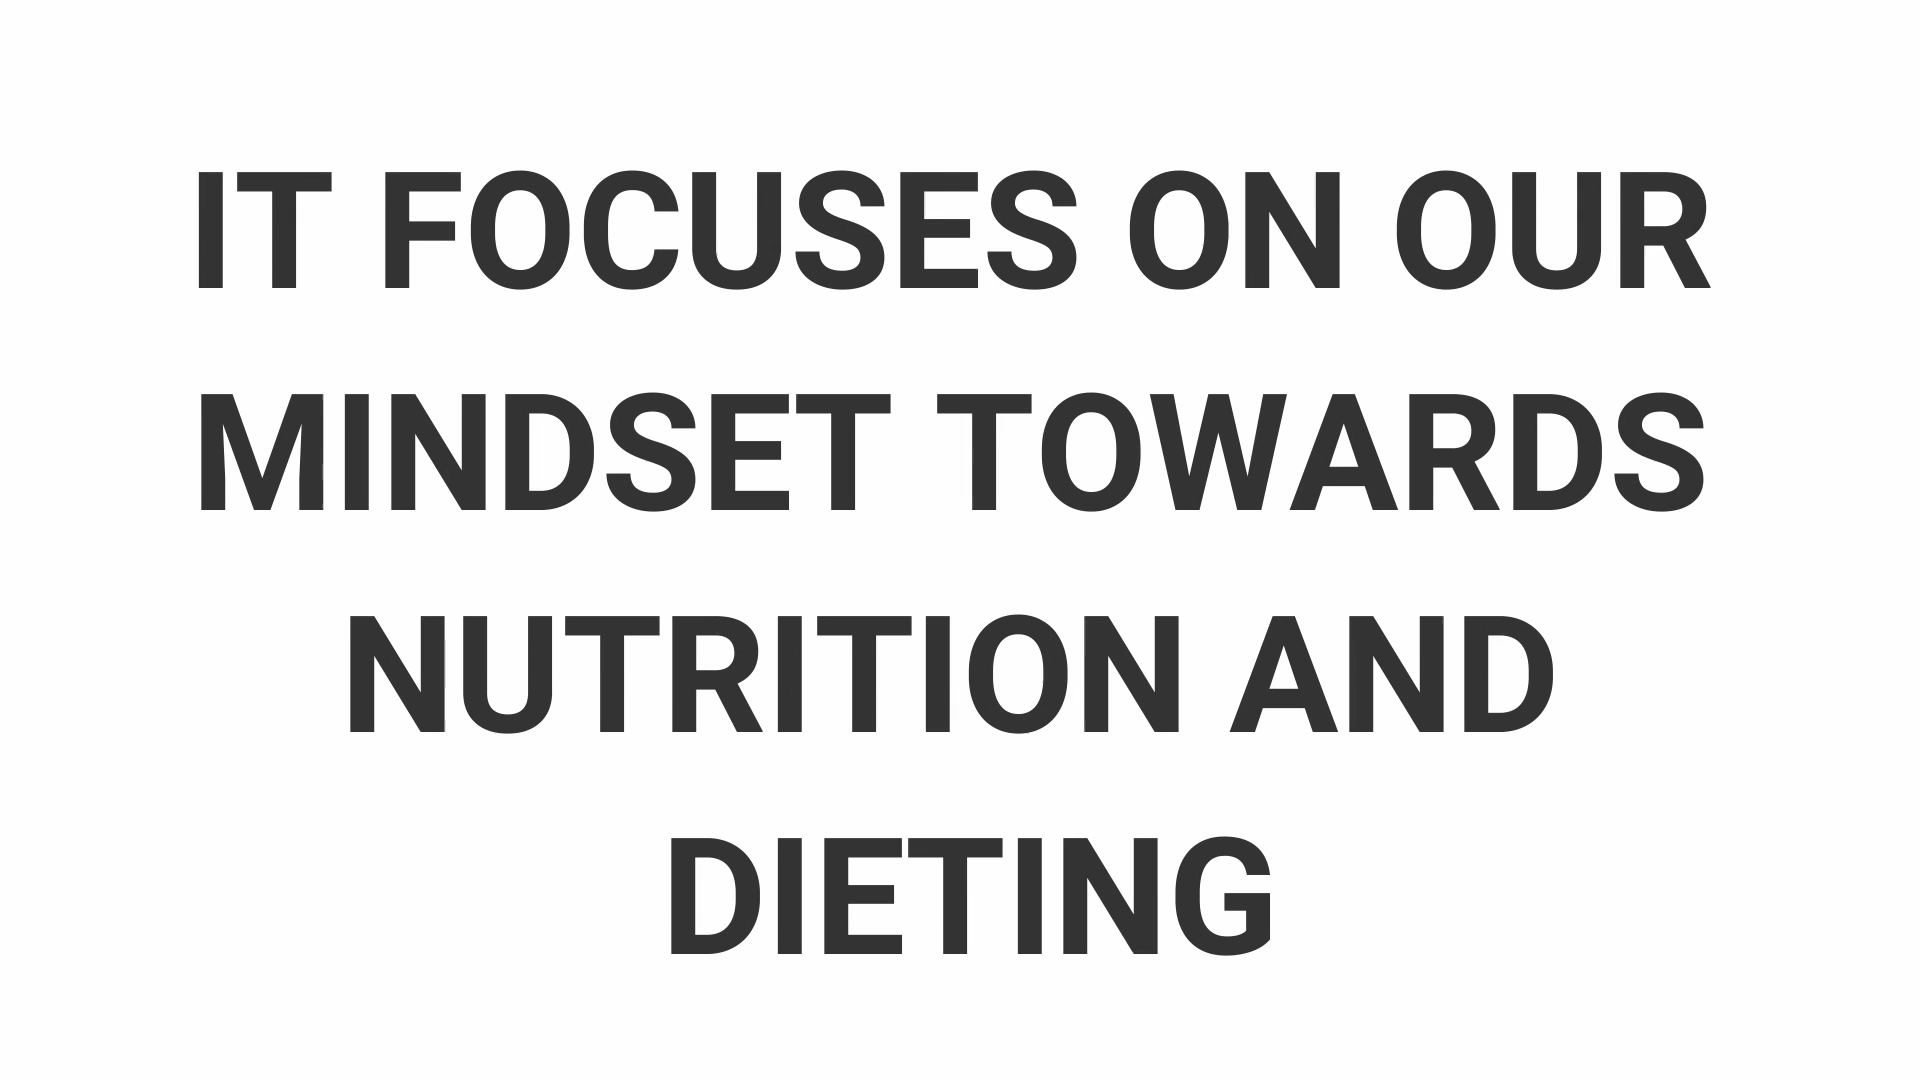 IT FOCUSES ON OUR
MINDSET TOWARDS
NUTRITION AND
DIETING